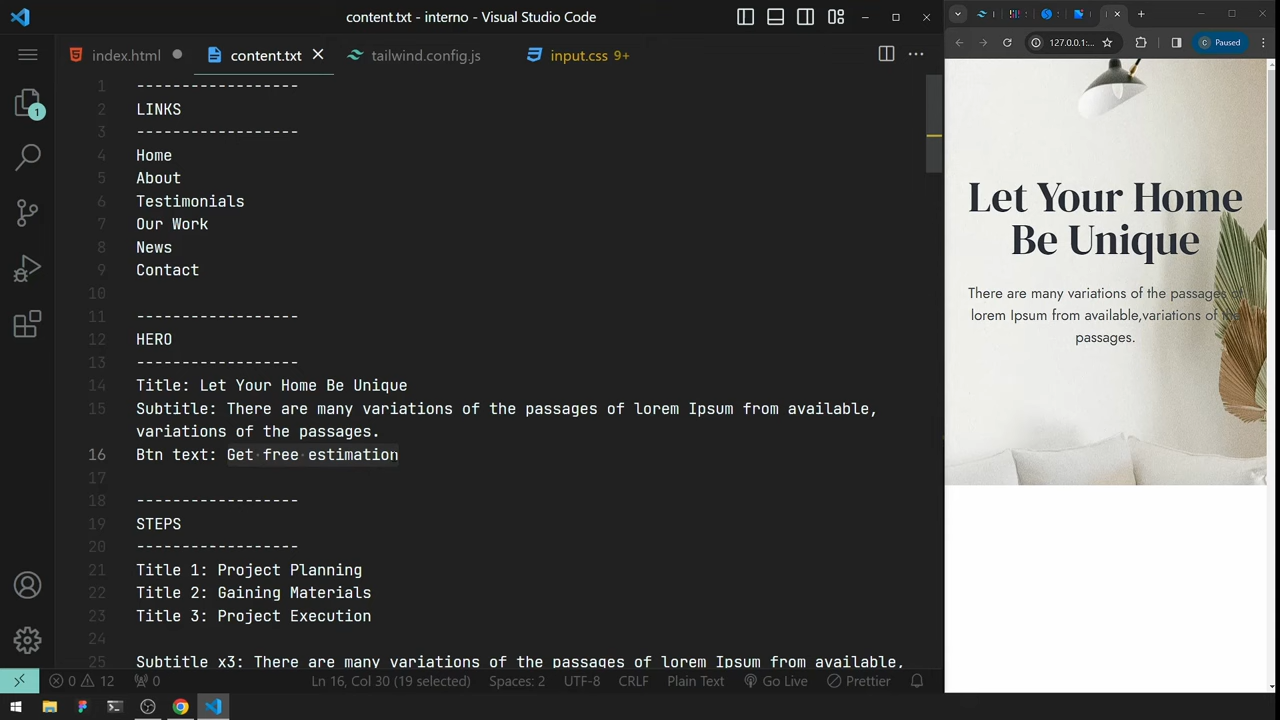 content.txt - interno - Visual Studio Code
index.html
content.txt
tailwind.config.js
input.css 9+
1 ------------------
2 LINKS
3 ------------------
4 Home
5 About
6 Testimonials
7 Our Work
8 News
9 Contact
10
11 ------------------
12 HERO
13 ------------------
14 Title: Let Your Home Be Unique
15 Subtitle: There are many variations of the passages of lorem Ipsum from available,
variations of the passages.
16 Btn text: Get free estimation
17
18 ------------------
19 STEPS
20 ------------------
21 Title 1: Project Planning
22 Title 2: Gaining Materials
23 Title 3: Project Execution
24
25 Subtitle x3: There are many variations of the passages of lorem Ipsum from available,
1
0 12 0 Ln 16, Col 30 (19 selected) Spaces: 2 UTF-8 CRLF Plain Text Go Live Prettier
127.0.0.1:...
C Paused
Let Your Home
Be Unique
There are many variations of the passages of
lorem Ipsum from available,variations of the
passages.